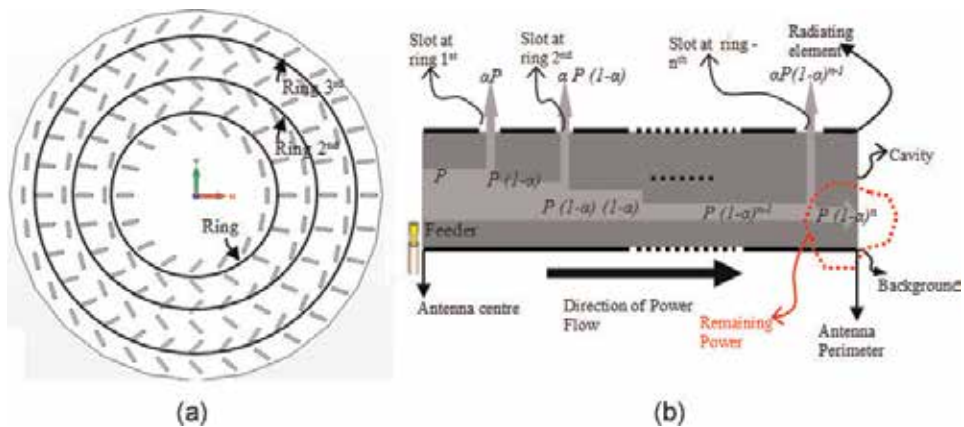 Ring 3rd
Ring 2nd
Ring
(a)
Slot at
ring 1st
Slot at
ring 2nd
Slot at ring -
nth
Radiating
element
αP
α P (1-α)
αP(1-α)n-1
P
P (1-α)
P (1-α) (1-α)
P (1-α)n-1
P (1-α)n
Cavity
Feeder
Background
Antenna centre
Direction of Power
Flow
Remaining
Power
Antenna
Perimeter
(b)